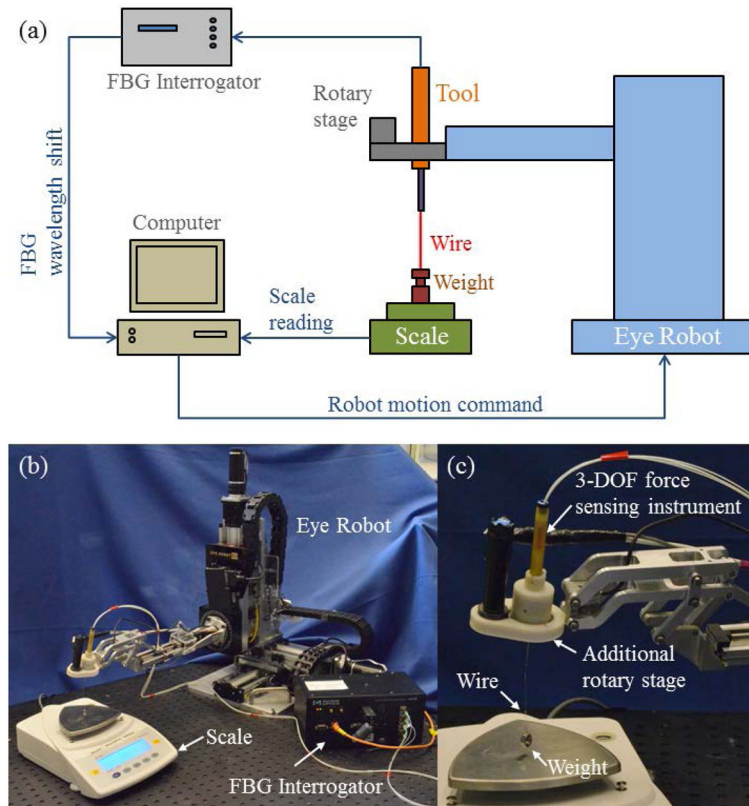 (a)
FBG Interrogator
Rotary
stage
Tool
FBG
wavelength shift
Computer
Wire
Weight
Scale
reading
Scale
Eye Robot
Robot motion command
(b)
Eye Robot
Scale
FBG Interrogator
(c)
3-DOF force
sensing instrument
Additional
rotary stage
Wire
Weight